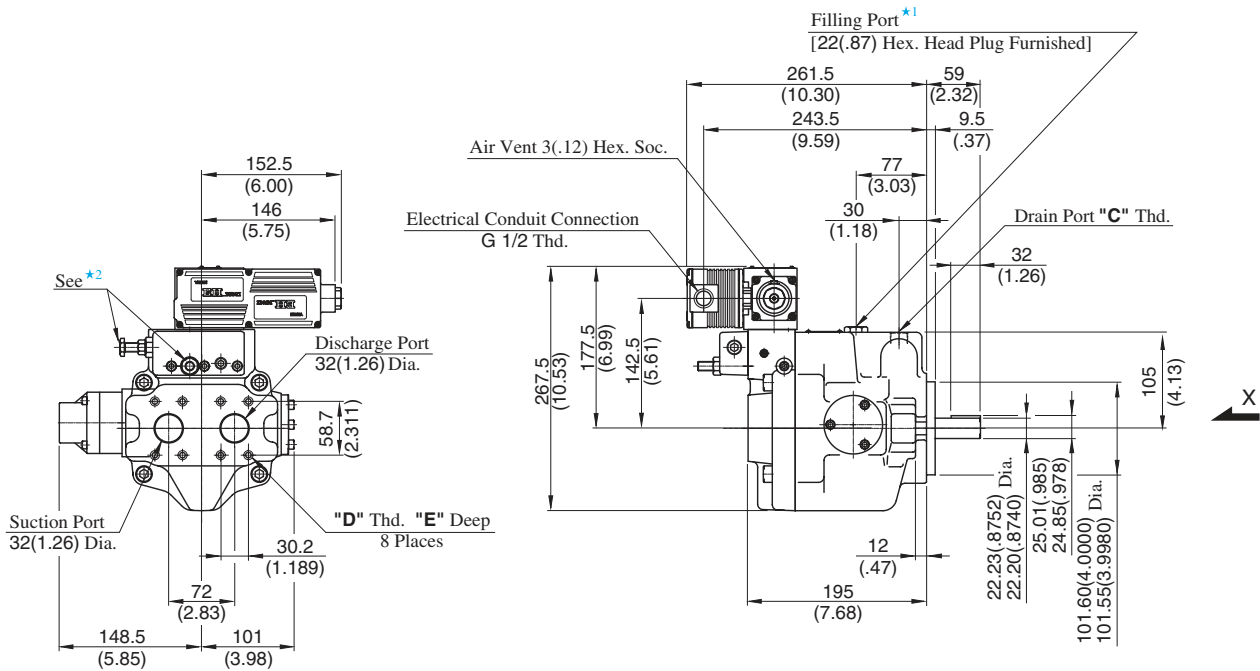 Filling Port★1
[22(.87) Hex. Head Plug Furnished]
261.5
(10.30)
59
(2.32)
243.5
(9.59)
9.5
(.37)
Air Vent 3(.12) Hex. Soc.
77
(3.03)
152.5
(6.00)
146
(5.75)
Electrical Conduit Connection
G 1/2 Thd.
30
(1.18)
Drain Port "C" Thd.
32
(1.26)
See★2
Discharge Port
32(1.26) Dia.
267.5
(10.53)
177.5
(6.99)
142.5
(5.61)
105
(4.13)
X
58.7
(2.311)
Suction Port
32(1.26) Dia.
"D" Thd. "E" Deep
8 Places
30.2
(1.189)
72
(2.83)
148.5
(5.85)
101
(3.98)
12
(.47)
195
(7.68)
22.23(.8752) Dia.
22.20(.8740)
25.01(.985)
24.85(.978)
101.60(4.0000) Dia.
101.55(3.9980)